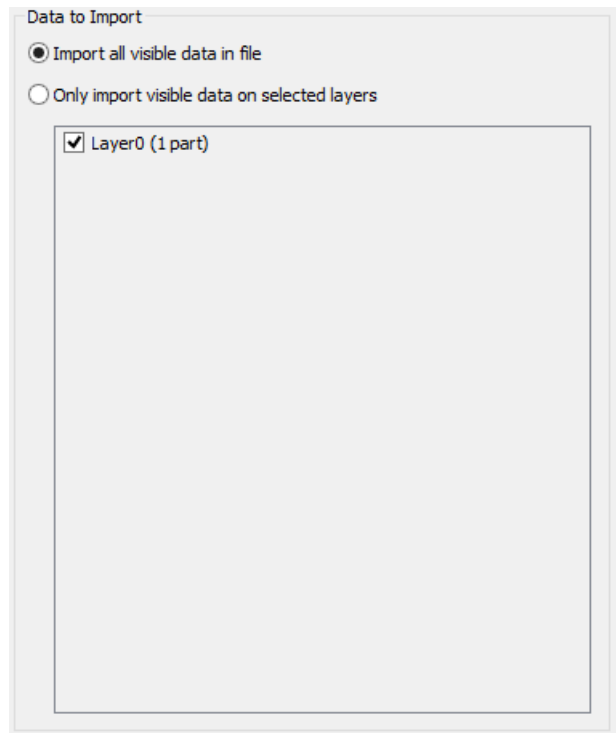 Data to Import
Import all visible data in file
Only import visible data on selected layers
Layer0 (1 part)